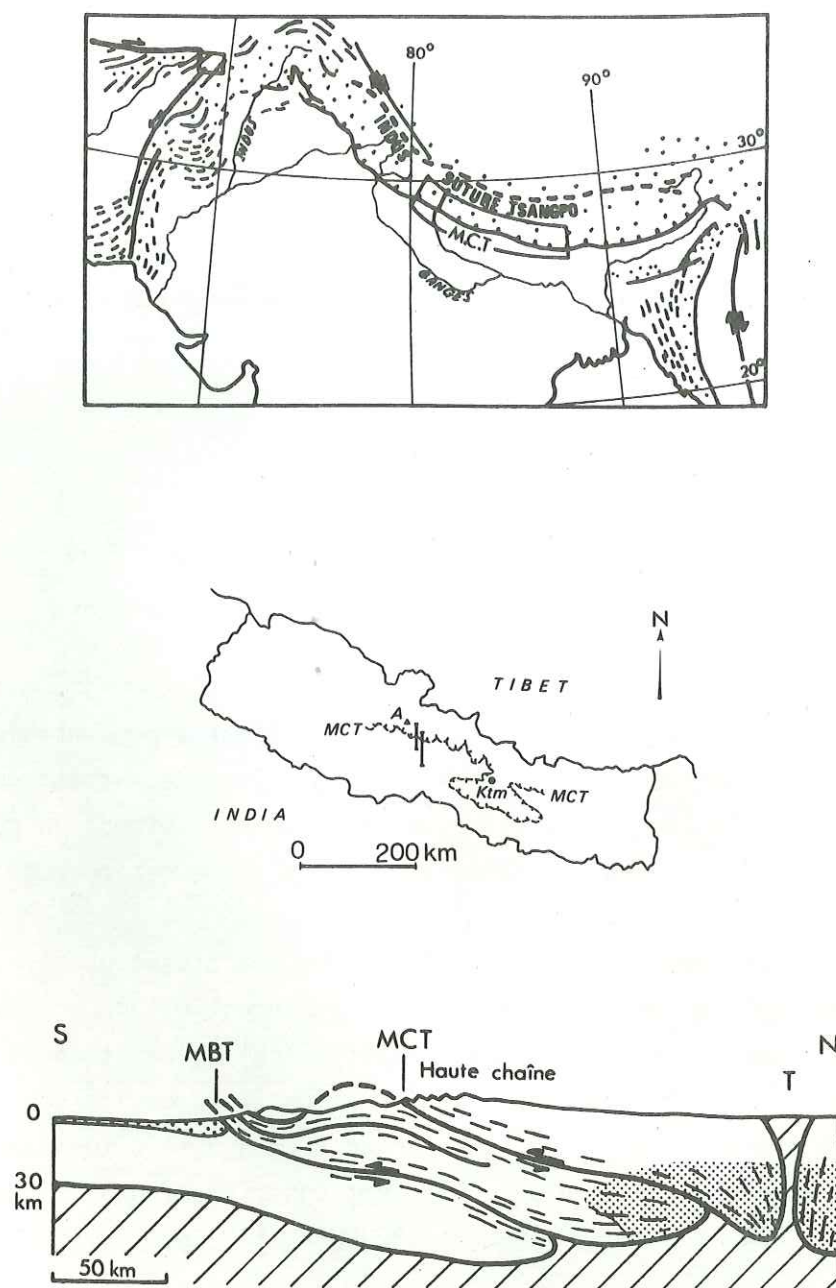 80°
90°
30°
20°
INDUS
INDUS
SUTURE TSANGPO
M.C.T
GANGES
N
TIBET
A
MCT
Ktm
MCT
INDIA
0 200 km
S
MBT
MCT
Haute chaîne
T
N
0
30
km
50 km